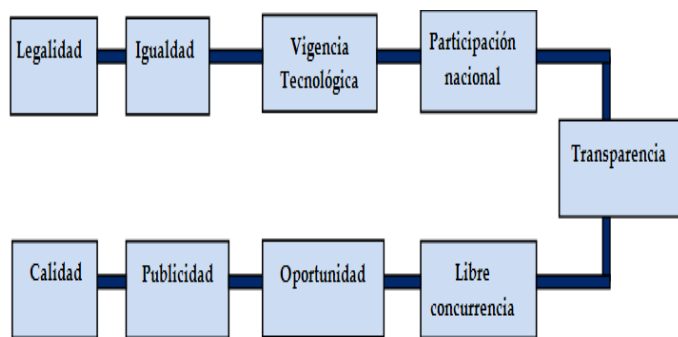 Legalidad
Igualdad
Vigencia
Tecnológica
Participación
nacional
Transparencia
Calidad
Publicidad
Oportunidad
Libre
concurrencia